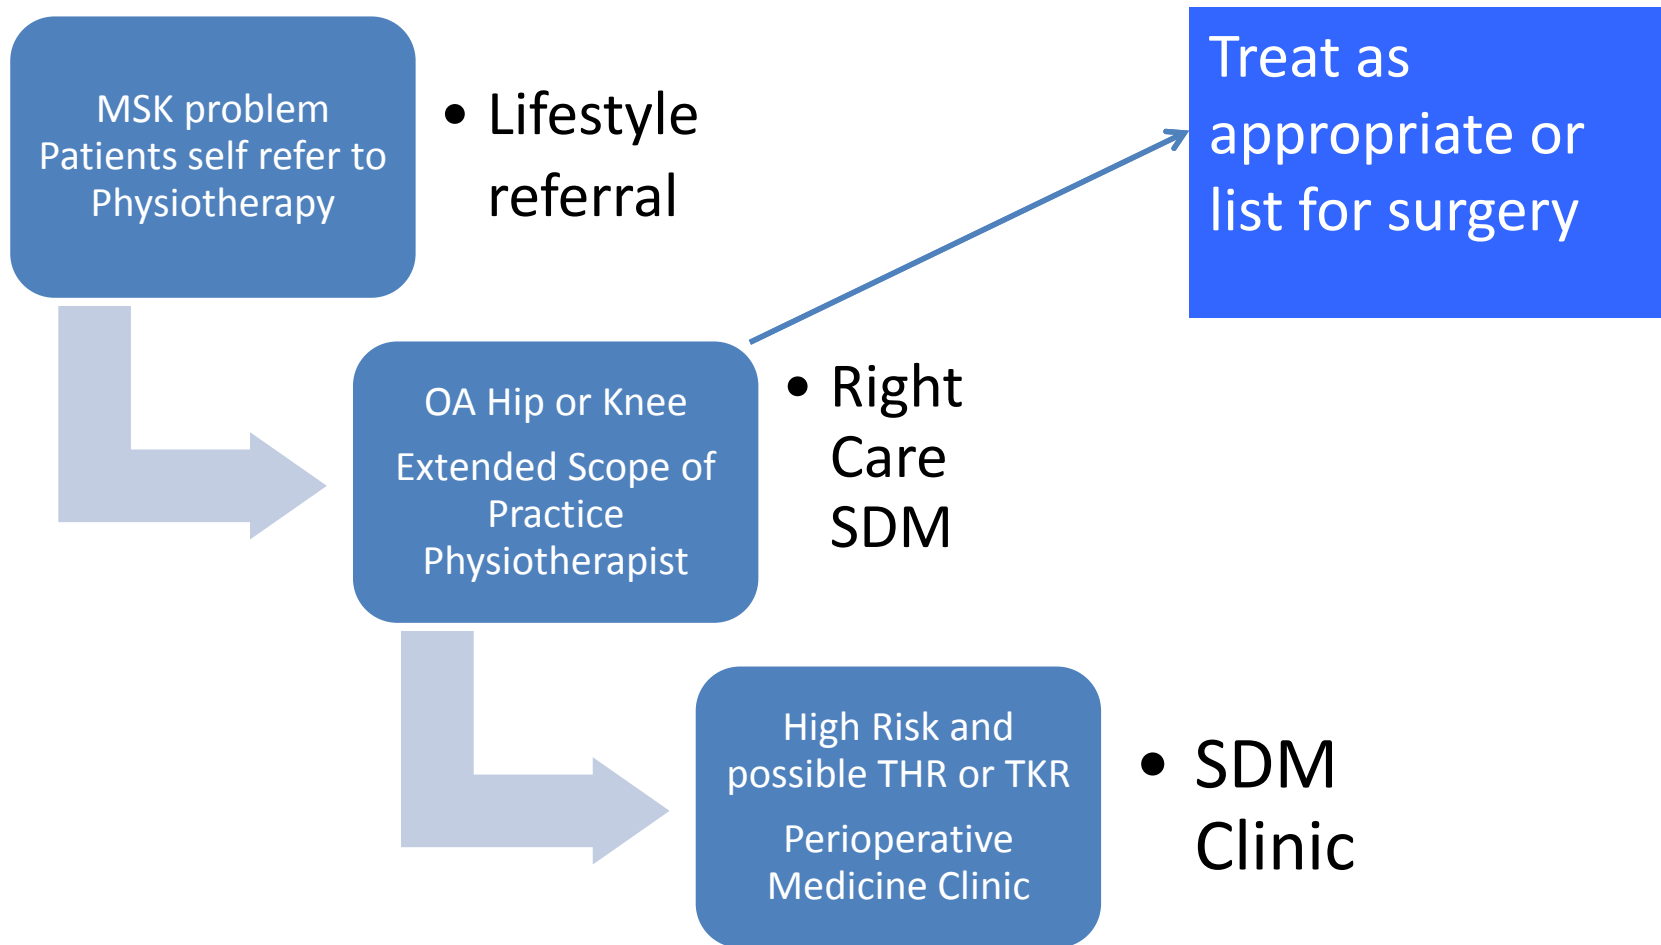 MSK problem
Patients self refer to
Physiotherapy
• Lifestyle
referral
Treat as
appropriate or
list for surgery
OA Hip or Knee
Extended Scope of
Practice
Physiotherapist
• Right
Care
SDM
High Risk and
possible THR or TKR
Perioperative
Medicine Clinic
• SDM
Clinic